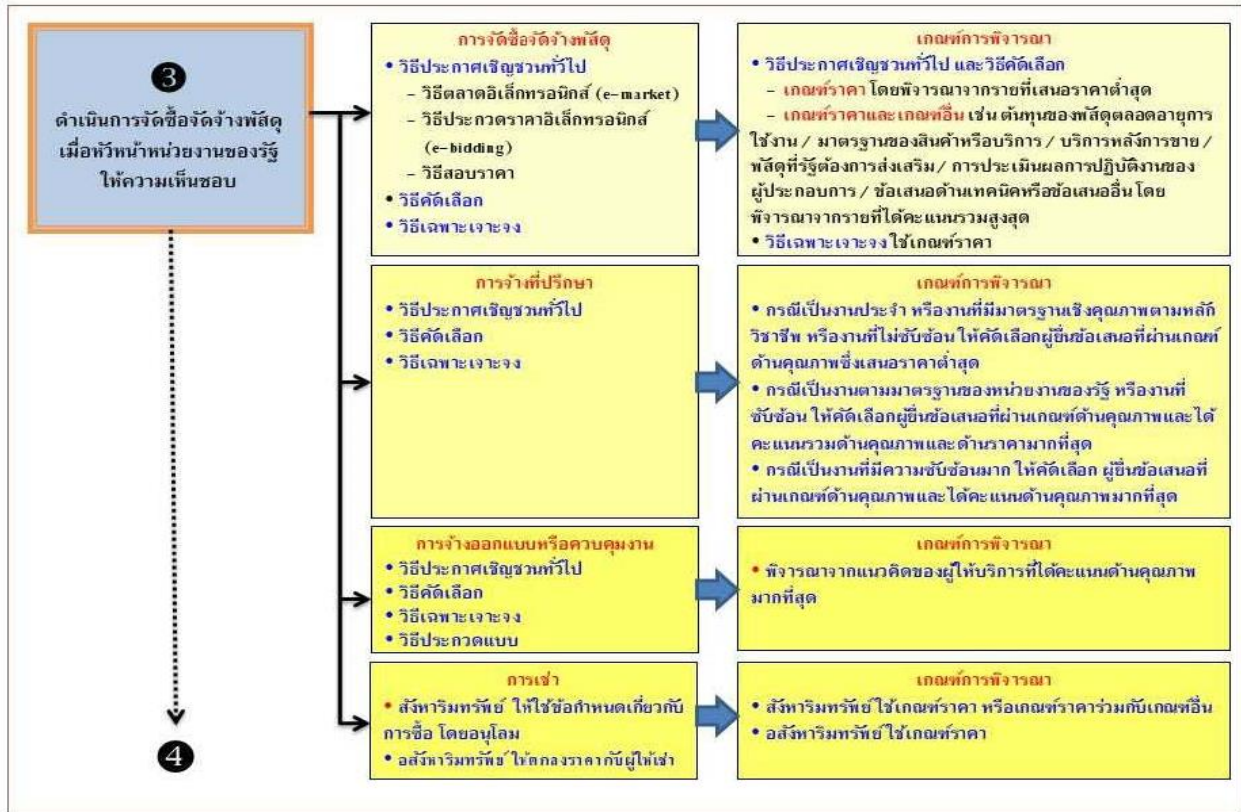 ❸
ดำเนินการจัดซื้อจัดจ้างพัสดุ
เมื่อหัวหน้าหน่วยงานของรัฐ
ให้ความเห็นชอบ
❹
การจัดซื้อจัดจ้างพัสดุ
• วิธีประกาศเชิญชวนทั่วไป
– วิธีตลาดอิเล็กทรอนิกส์ (e-market)
– วิธีประกวดราคาอิเล็กทรอนิกส์
(e-bidding)
– วิธีสอบราคา
• วิธีคัดเลือก
• วิธีเฉพาะเจาะจง
เกณฑ์การพิจารณา
• วิธีประกาศเชิญชวนทั่วไป และวิธีคัดเลือก
– เกณฑ์ราคา โดยพิจารณาจากรายที่เสนอราคาต่ำสุด
– เกณฑ์ราคาและเกณฑ์อื่น เช่น ต้นทุนของพัสดุตลอดอายุการ
ใช้งาน / มาตรฐานของสินค้าหรือบริการ / บริการหลังการขาย /
พัสดุที่รัฐต้องการส่งเสริม / การประเมินผลการปฏิบัติงานของ
ผู้ประกอบการ / ข้อเสนอด้านเทคนิคหรือข้อเสนออื่น โดย
พิจารณาจากรายที่ได้คะแนนรวมสูงสุด
• วิธีเฉพาะเจาะจง ใช้เกณฑ์ราคา
การจ้างที่ปรึกษา
• วิธีประกาศเชิญชวนทั่วไป
• วิธีคัดเลือก
• วิธีเฉพาะเจาะจง
เกณฑ์การพิจารณา
• กรณีเป็นงานประจำ หรืองานที่มีมาตรฐานเชิงคุณภาพตามหลัก
วิชาชีพ หรืองานที่ไม่ซับซ้อน ให้คัดเลือกผู้ยื่นข้อเสนอที่ผ่านเกณฑ์
ด้านคุณภาพซึ่งเสนอราคาต่ำสุด
• กรณีเป็นงานตามมาตรฐานของหน่วยงานของรัฐ หรืองานที่
ซับซ้อน ให้คัดเลือกผู้ยื่นข้อเสนอที่ผ่านเกณฑ์ด้านคุณภาพและได้
คะแนนรวมด้านคุณภาพและด้านราคามากที่สุด
• กรณีเป็นงานที่มีความซับซ้อนมาก ให้คัดเลือก ผู้ยื่นข้อเสนอที่
ผ่านเกณฑ์ด้านคุณภาพและได้คะแนนด้านคุณภาพมากที่สุด
การจ้างออกแบบหรือควบคุมงาน
• วิธีประกาศเชิญชวนทั่วไป
• วิธีคัดเลือก
• วิธีเฉพาะเจาะจง
• วิธีประกวดแบบ
เกณฑ์การพิจารณา
• พิจารณาจากแนวคิดของผู้ให้บริการที่ได้คะแนนด้านคุณภาพ
มากที่สุด
การเช่า
• สังหาริมทรัพย์ ให้ใช้ข้อกำหนดเกี่ยวกับ
การซื้อ โดยอนุโลม
• อสังหาริมทรัพย์ ให้ตกลงราคากับผู้ให้เช่า
เกณฑ์การพิจารณา
• สังหาริมทรัพย์ ใช้เกณฑ์ราคา หรือเกณฑ์ราคาร่วมกับเกณฑ์อื่น
• อสังหาริมทรัพย์ ใช้เกณฑ์ราคา